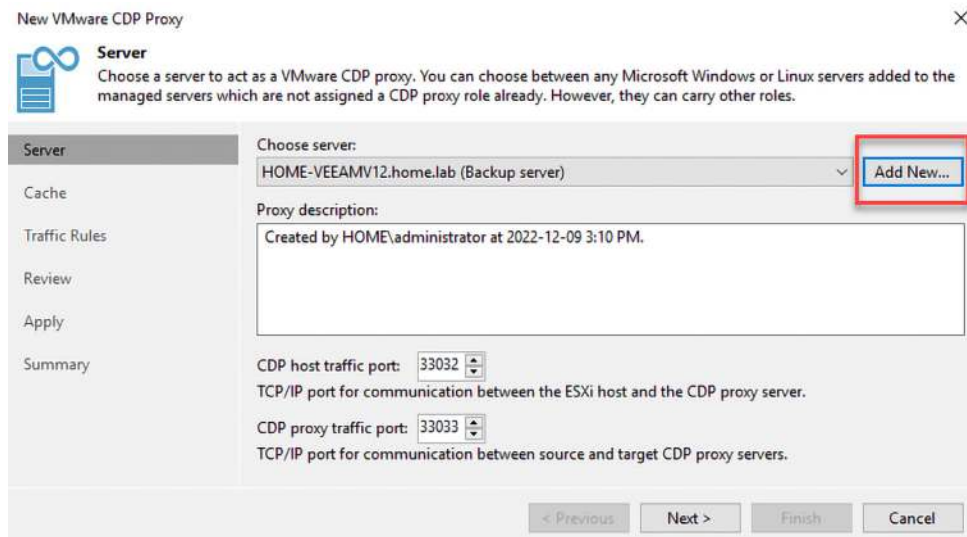 New VMware CDP Proxy
Server
Choose a server to act as a VMware CDP proxy. You can choose between any Microsoft Windows or Linux servers added to the
managed servers which are not assigned a CDP proxy role already. However, they can carry other roles.
Server
Cache
Traffic Rules
Review
Apply
Summary
Choose server:
HOME-VEEAMV12.home.lab (Backup server)
Add New...
Proxy description:
Created by HOME\administrator at 2022-12-09 3:10 PM.
CDP host traffic port: 33032
TCP/IP port for communication between the ESXi host and the CDP proxy server.
CDP proxy traffic port: 33033
TCP/IP port for communication between source and target CDP proxy servers.
< Previous Next > Finish Cancel